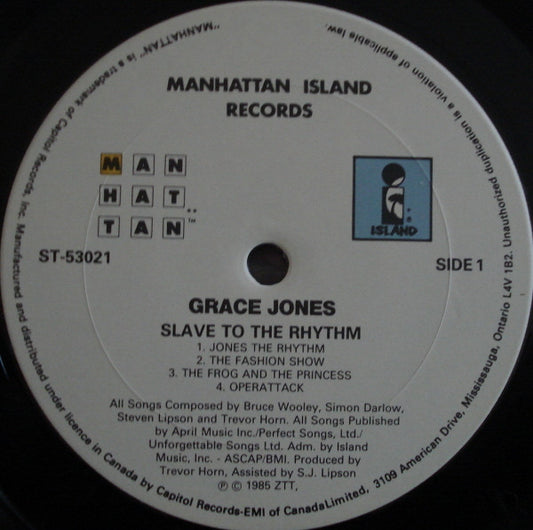 MANHATTAN ISLAND
RECORDS
MAN
HAT
TAN™
ISLAND
ST-53021
SIDE 1
GRACE JONES
SLAVE TO THE RHYTHM
1. JONES THE RHYTHM
2. THE FASHION SHOW
3. THE FROG AND THE PRINCESS
4. OPERATTACK
All Songs Composed by Bruce Wooley, Simon Darlow,
Steven Lipson and Trevor Horn. All Songs Published
by April Music Inc./Perfect Songs, Ltd./
Unforgettable Songs Ltd. Adm. by Island
Music, Inc. - ASCAP/BMI. Produced by
Trevor Horn, Assisted by S.J. Lipson
℗ © 1985 ZTT,
"MANHATTAN" is a trademark of Capitol Records, Inc. Manufactured and distributed under licence in Canada by Capitol Records-EMI of Canada Limited, 3109 American Drive, Mississauga, Ontario L4V 1B2. Unauthorized duplication is a violation of applicable law.